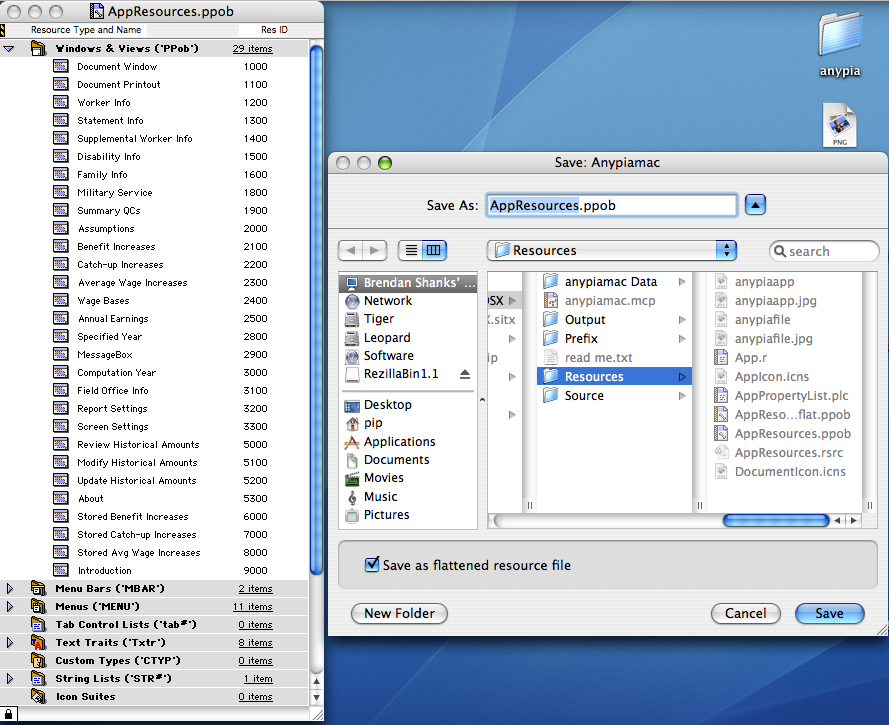 AppResources.ppob
Resource Type and Name Res ID
Windows & Views ('PPob') 29 items
Document Window 1000
Document Printout 1100
Worker Info 1200
Statement Info 1300
Supplemental Worker Info 1400
Disability Info 1500
Family Info 1600
Military Service 1800
Summary QCs 1900
Assumptions 2000
Benefit Increases 2100
Catch-up Increases 2200
Average Wage Increases 2300
Wage Bases 2400
Annual Earnings 2500
Specified Year 2800
MessageBox 2900
Computation Year 3000
Field Office Info 3100
Report Settings 3200
Screen Settings 3300
Review Historical Amounts 5000
Modify Historical Amounts 5100
Update Historical Amounts 5200
About 5300
Stored Benefit Increases 6000
Stored Catch-up Increases 7000
Stored Avg Wage Increases 8000
Introduction 9000
Menu Bars ('MBAR') 2 items
Menus ('MENU') 11 items
Tab Control Lists ('tab#') 0 items
Text Traits ('Txtr') 8 items
Custom Types ('CTYP') 0 items
String Lists ('STR#') 1 item
Icon Suites 0 items
anypia
PNG
Save: Anypiamac
Save As: AppResources.ppob
Resources
search
Brendan Shanks' ...
Network
Tiger
Leopard
Software
RezillaBin1.1
Desktop
pip
Applications
Documents
Movies
Music
Pictures
OSX
X.sitx
ip
anypiamac Data
anypiamac.mcp
Output
Prefix
read me.txt
Resources
Source
anypiaapp
anypiaapp.jpg
anypiafile
anypiafile.jpg
App.r
AppIcon.icns
AppPropertyList.plc
AppReso...flat.ppob
AppResources.ppob
AppResources.rsrc
DocumentIcon.icns
Save as flattened resource file
New Folder Cancel Save